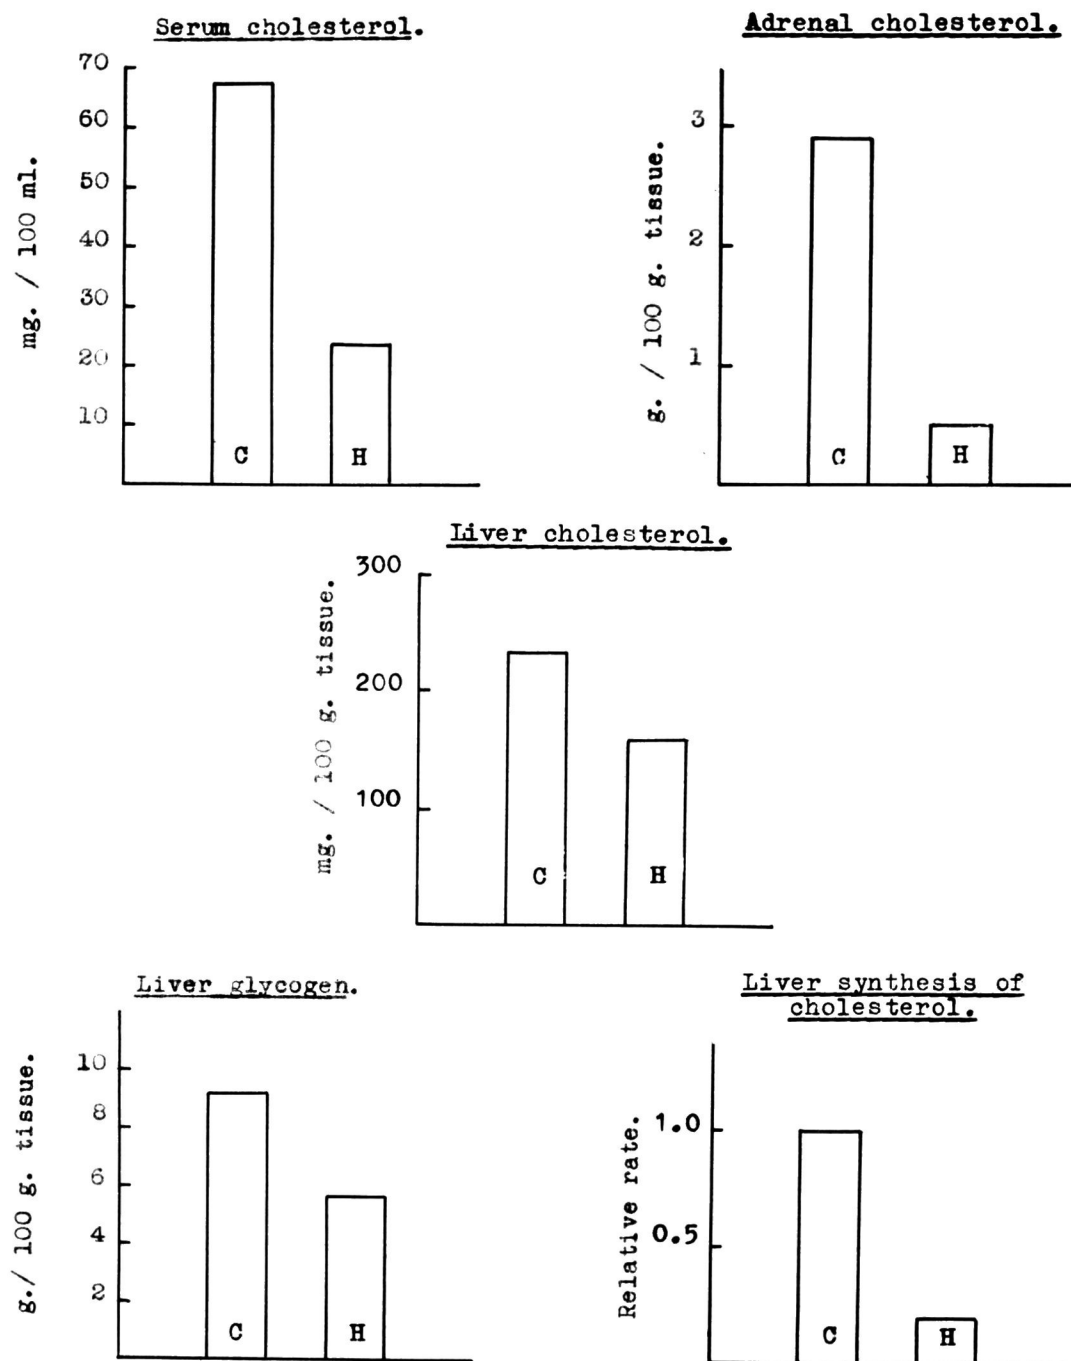 Serum cholesterol.
mg. / 100 ml.
70
60
50
40
30
20
10
C
H
Adrenal cholesterol.
g. / 100 g. tissue.
3
2
1
C
H
Liver cholesterol.
mg. / 100 g. tissue.
300
200
100
C
H
Liver glycogen.
g./ 100 g. tissue.
10
8
6
4
2
C
H
Liver synthesis of
cholesterol.
Relative rate.
1.0
0.5
C
H